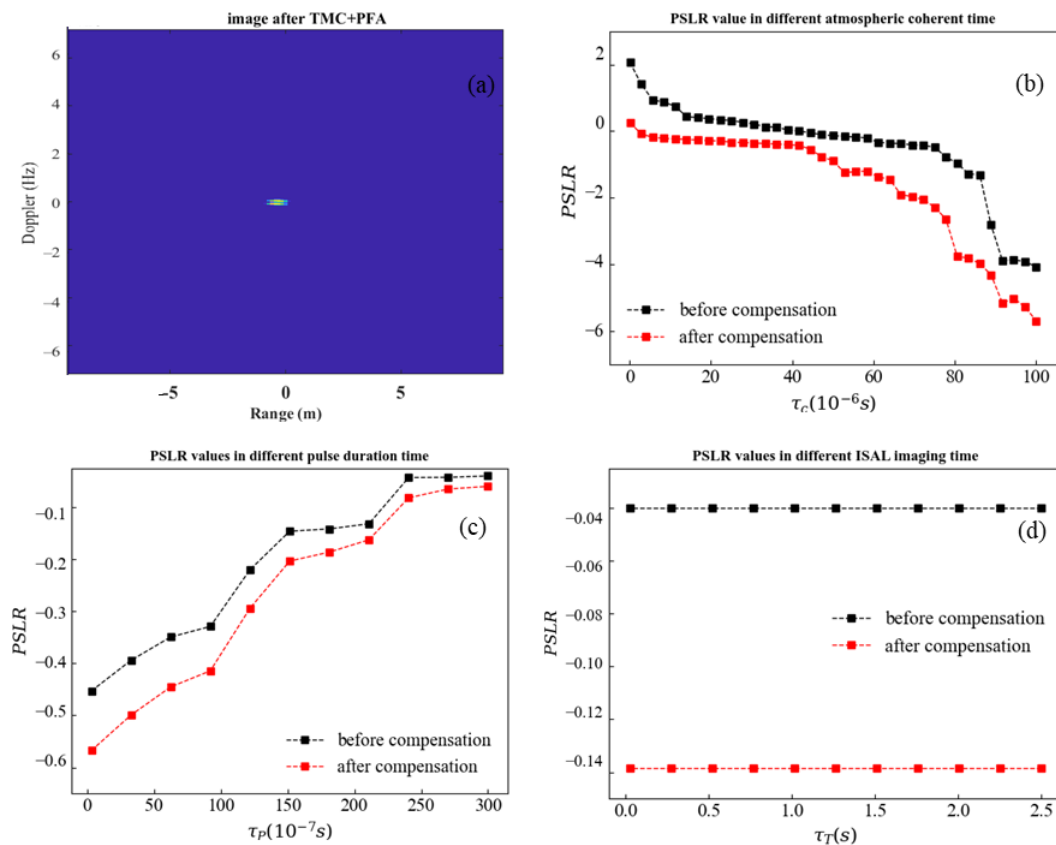 image after TMC+PFA
(a)
6
4
2
0
−2
−4
−6
Doppler (Hz)
−5
0
5
Range (m)
PSLR value in different atmospheric coherent time
(b)
2
0
−2
−4
−6
PSLR
before compensation
after compensation
0
20
40
60
80
100
τc(10⁻⁶s)
PSLR values in different pulse duration time
(c)
−0.1
−0.2
−0.3
−0.4
−0.5
−0.6
PSLR
before compensation
after compensation
0
50
100
150
200
250
300
τP(10⁻⁷s)
PSLR values in different ISAL imaging time
(d)
−0.04
−0.06
−0.08
−0.10
−0.12
−0.14
PSLR
before compensation
after compensation
0.0
0.5
1.0
1.5
2.0
2.5
τT(s)